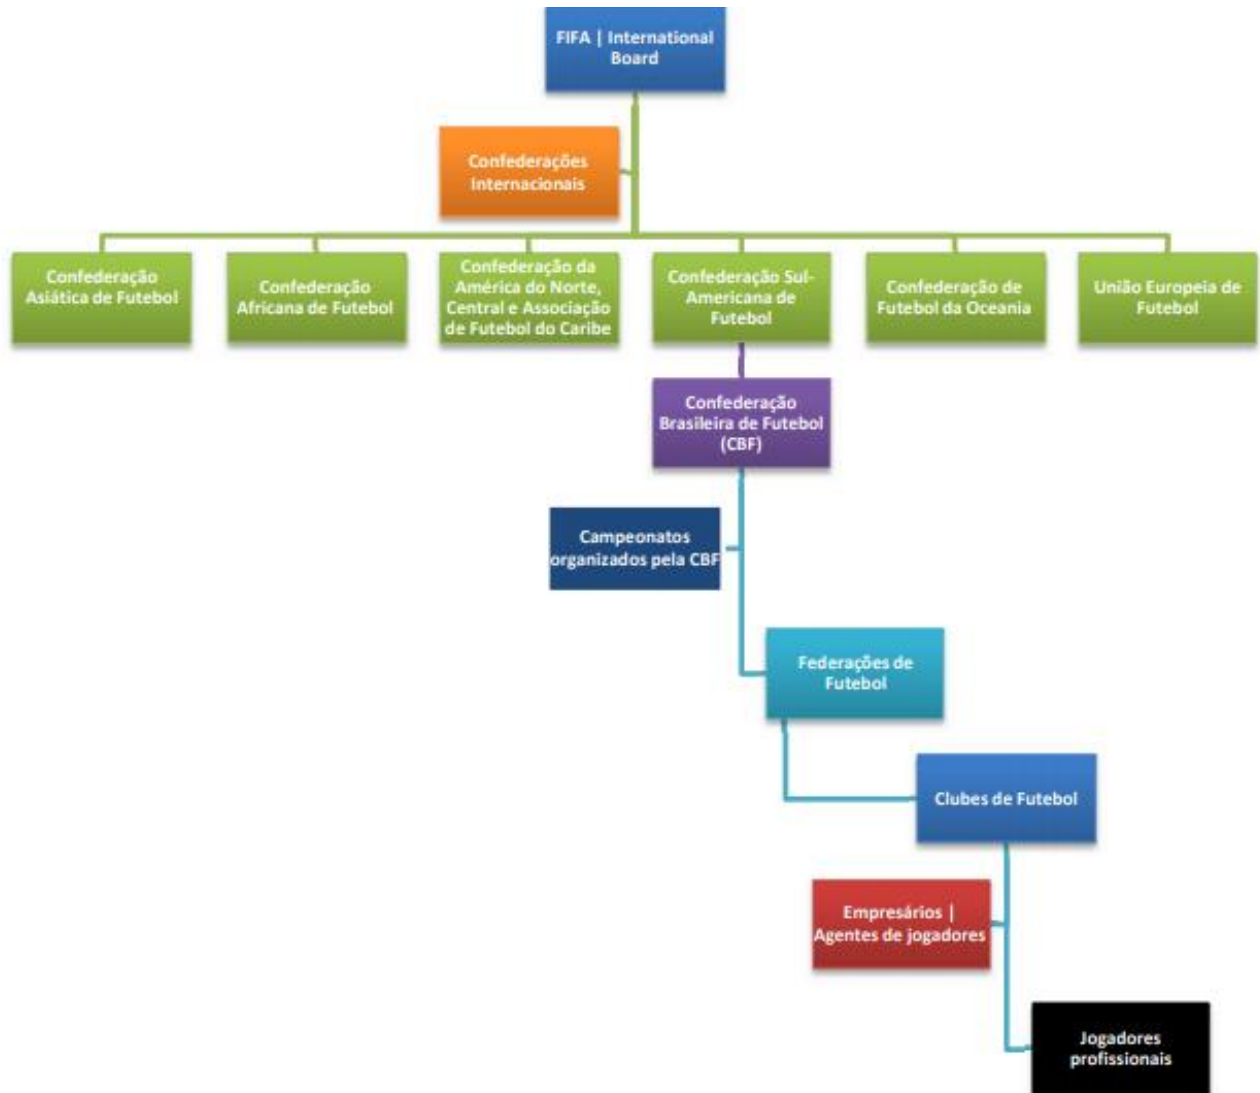 FIFA | International
Board
Confederações
Internacionais
Confederação
Asiática de Futebol
Confederação
Africana de Futebol
Confederação da
América do Norte,
Central e Associação
de Futebol do Caribe
Confederação Sul-
Americana de
Futebol
Confederação de
Futebol da Oceania
União Europeia de
Futebol
Confederação
Brasileira de Futebol
(CBF)
Campeonatos
organizados pela CBF
Federações de
Futebol
Clubes de Futebol
Empresários |
Agentes de jogadores
Jogadores
profissionais